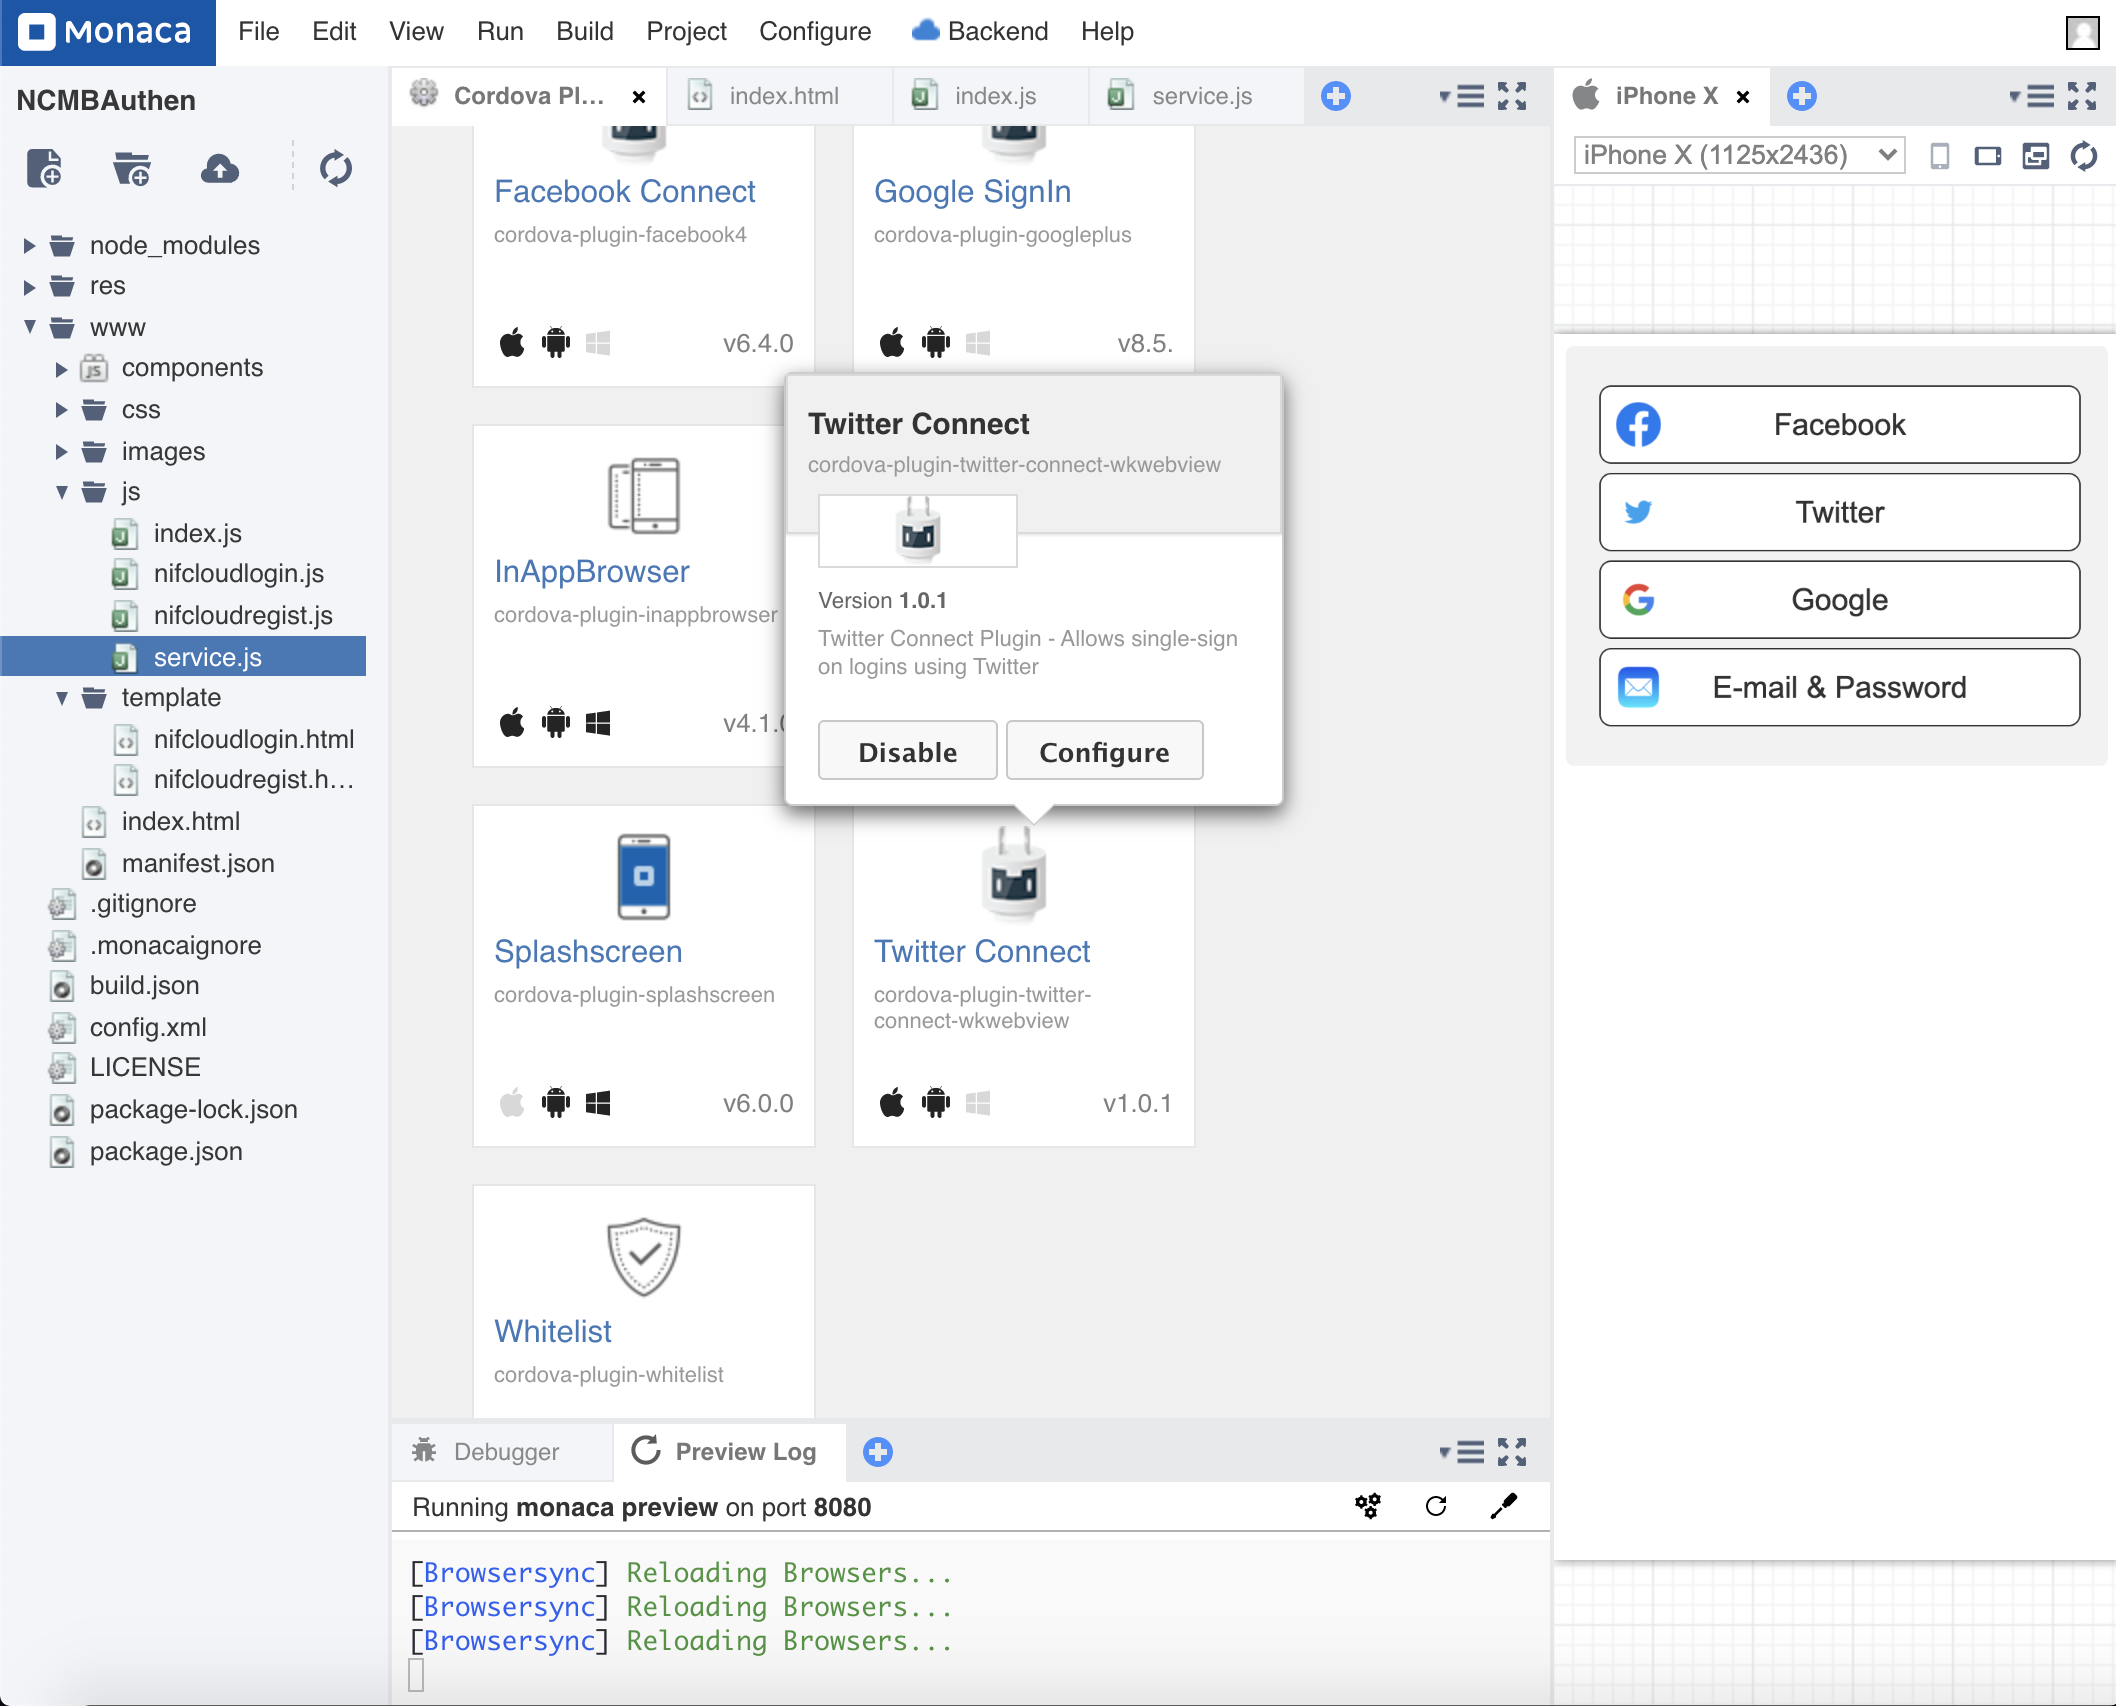 Monaca
File Edit View Run Build Project Configure Backend Help
NCMBAuthen
node_modules
res
www
components
css
images
js
index.js
nifcloudlogin.js
nifcloudregist.js
service.js
template
nifcloudlogin.html
nifcloudregist.h...
index.html
manifest.json
.gitignore
.monacaignore
build.json
config.xml
LICENSE
package-lock.json
package.json
Cordova Pl... index.html index.js service.js
Facebook Connect
cordova-plugin-facebook4
v6.4.0
Google SignIn
cordova-plugin-googleplus
v8.5.
InAppBrowser
cordova-plugin-inappbrowser
v4.1.0
Twitter Connect
cordova-plugin-twitter-connect-wkwebview
Version 1.0.1
Twitter Connect Plugin - Allows single-sign
on logins using Twitter
Disable Configure
Splashscreen
cordova-plugin-splashscreen
v6.0.0
Twitter Connect
cordova-plugin-twitter-
connect-wkwebview
v1.0.1
Whitelist
cordova-plugin-whitelist
Debugger Preview Log
Running monaca preview on port 8080
[Browsersync] Reloading Browsers...
[Browsersync] Reloading Browsers...
[Browsersync] Reloading Browsers...
iPhone X
iPhone X (1125x2436)
Facebook
Twitter
Google
E-mail & Password